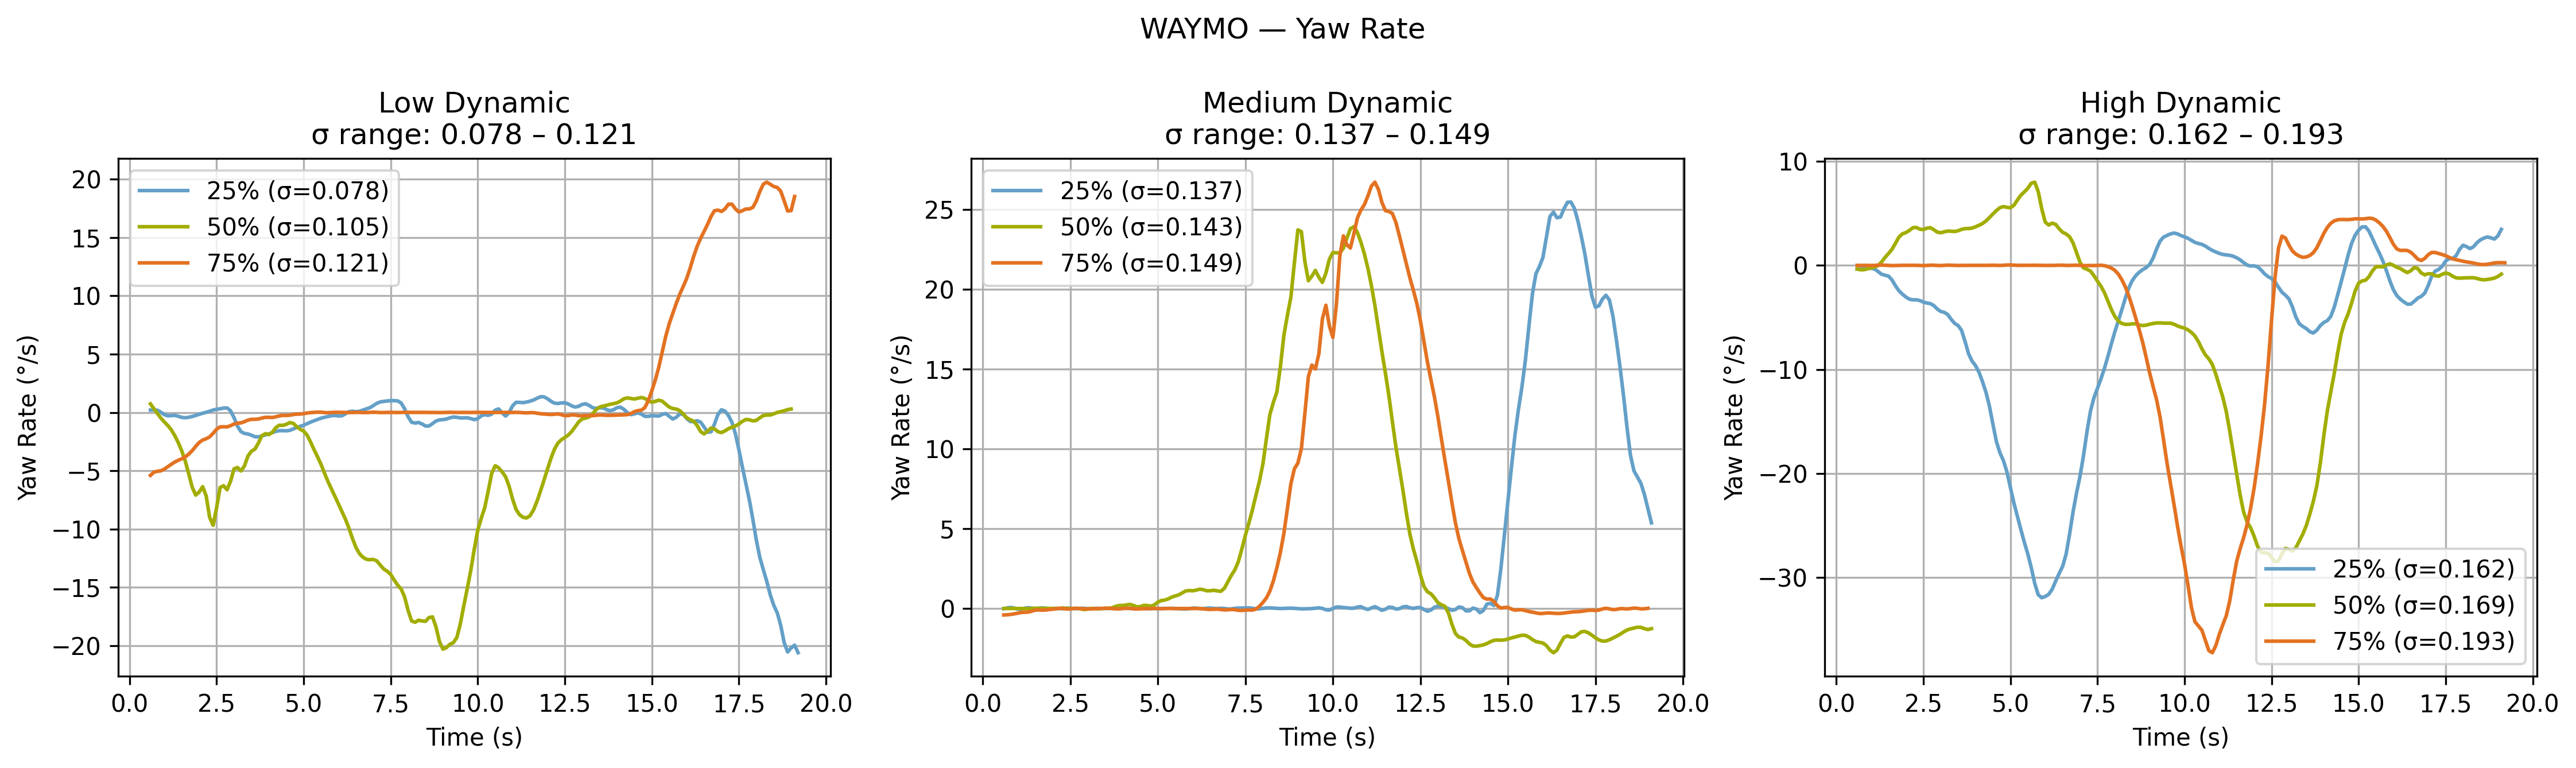 WAYMO — Yaw Rate
Low Dynamic
σ range: 0.078 – 0.121
20
15
10
5
0
−5
−10
−15
−20
Yaw Rate (°/s)
25% (σ=0.078)
50% (σ=0.105)
75% (σ=0.121)
0.0 2.5 5.0 7.5 10.0 12.5 15.0 17.5 20.0
Time (s)
Medium Dynamic
σ range: 0.137 – 0.149
25
20
15
10
5
0
Yaw Rate (°/s)
25% (σ=0.137)
50% (σ=0.143)
75% (σ=0.149)
0.0 2.5 5.0 7.5 10.0 12.5 15.0 17.5 20.0
Time (s)
High Dynamic
σ range: 0.162 – 0.193
10
0
−10
−20
−30
Yaw Rate (°/s)
25% (σ=0.162)
50% (σ=0.169)
75% (σ=0.193)
0.0 2.5 5.0 7.5 10.0 12.5 15.0 17.5 20.0
Time (s)